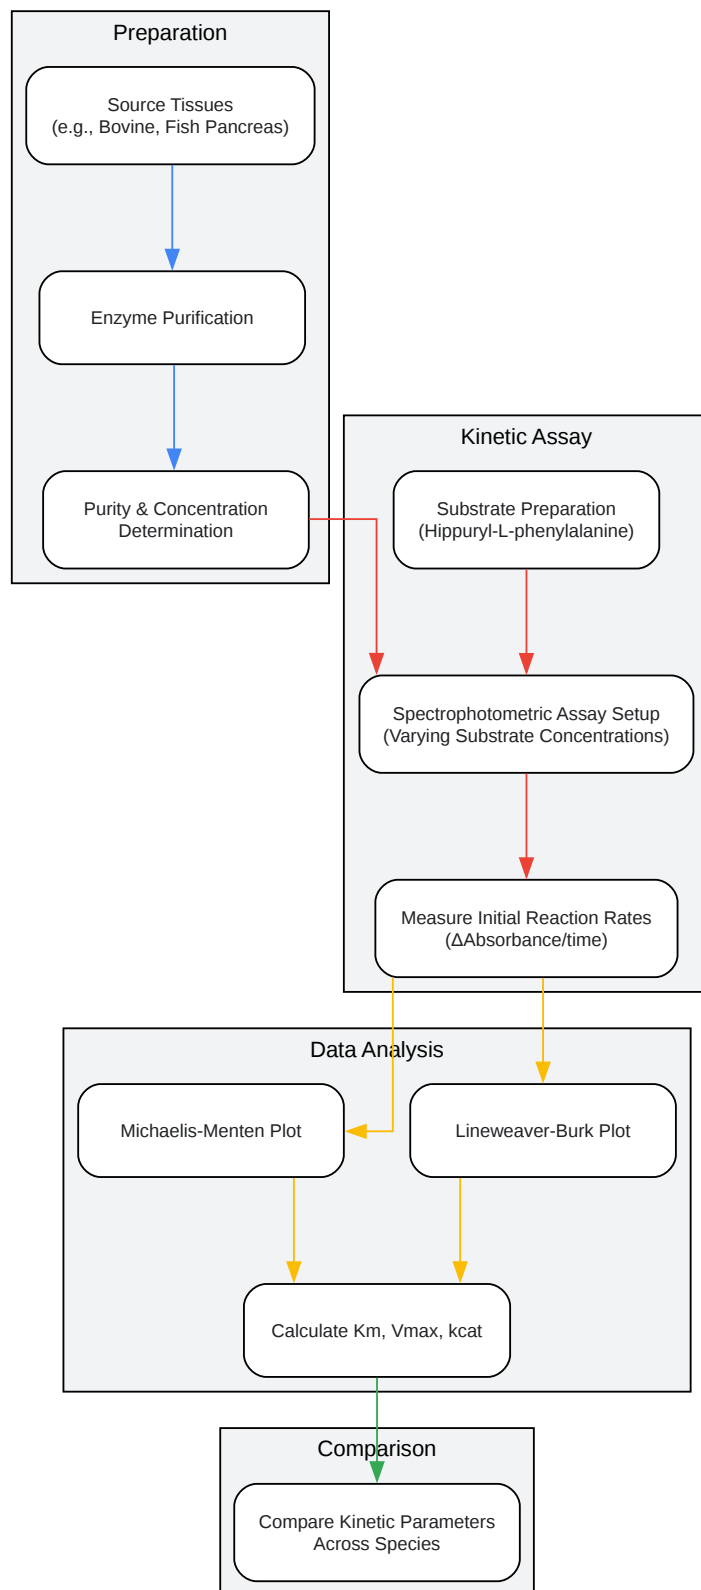 Preparation
Source Tissues
(e.g., Bovine, Fish Pancreas)
Enzyme Purification
Purity & Concentration
Determination
Kinetic Assay
Substrate Preparation
(Hippuryl-L-phenylalanine)
Spectrophotometric Assay Setup
(Varying Substrate Concentrations)
Measure Initial Reaction Rates
(ΔAbsorbance/time)
Data Analysis
Michaelis-Menten Plot
Lineweaver-Burk Plot
Calculate Km, Vmax, kcat
Comparison
Compare Kinetic Parameters
Across Species